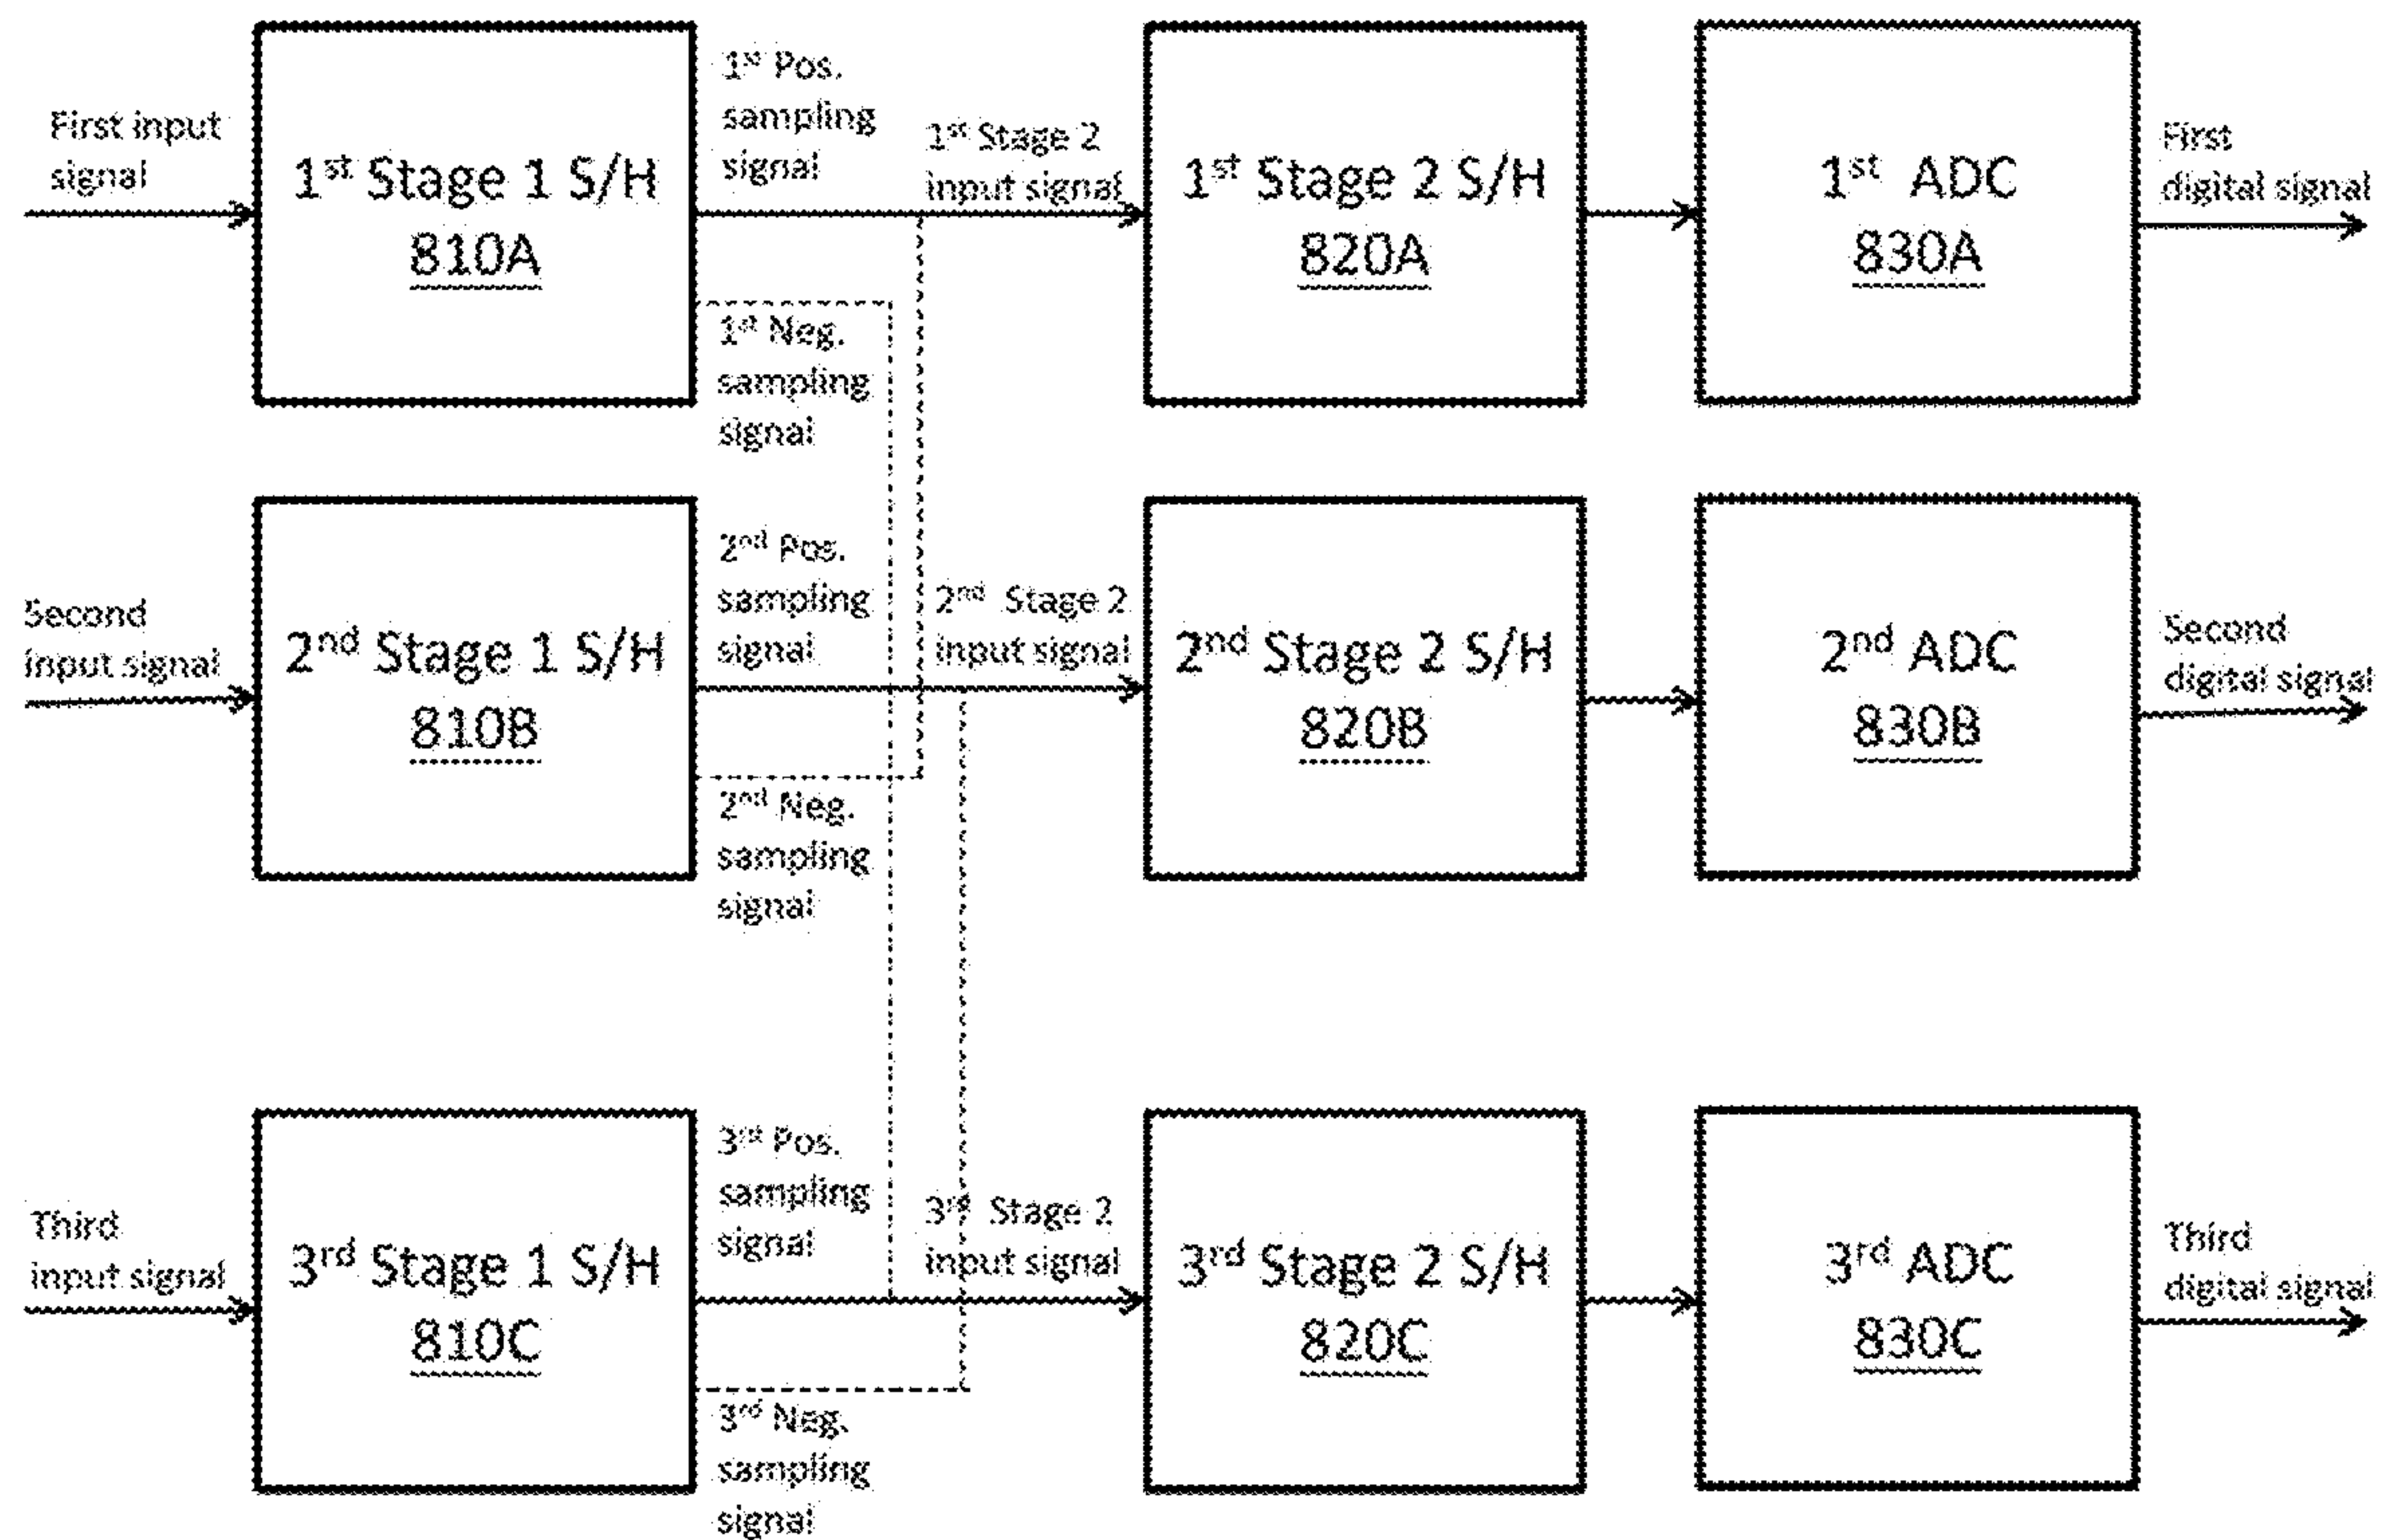 First input
signal
1st Stage 1 S/H
810A
1st Pos.
sampling
signal
1st Neg.
sampling
signal
1st Stage 2
input signal
1st Stage 2 S/H
820A
1st ADC
830A
First
digital signal
Second
input signal
2nd Stage 1 S/H
810B
2nd Pos.
sampling
signal
2nd Neg.
sampling
signal
2nd Stage 2
input signal
2nd Stage 2 S/H
820B
2nd ADC
830B
Second
digital signal
Third
input signal
3rd Stage 1 S/H
810C
3rd Pos.
sampling
signal
3rd Neg.
sampling
signal
3rd Stage 2
input signal
3rd Stage 2 S/H
820C
3rd ADC
830C
Third
digital signal